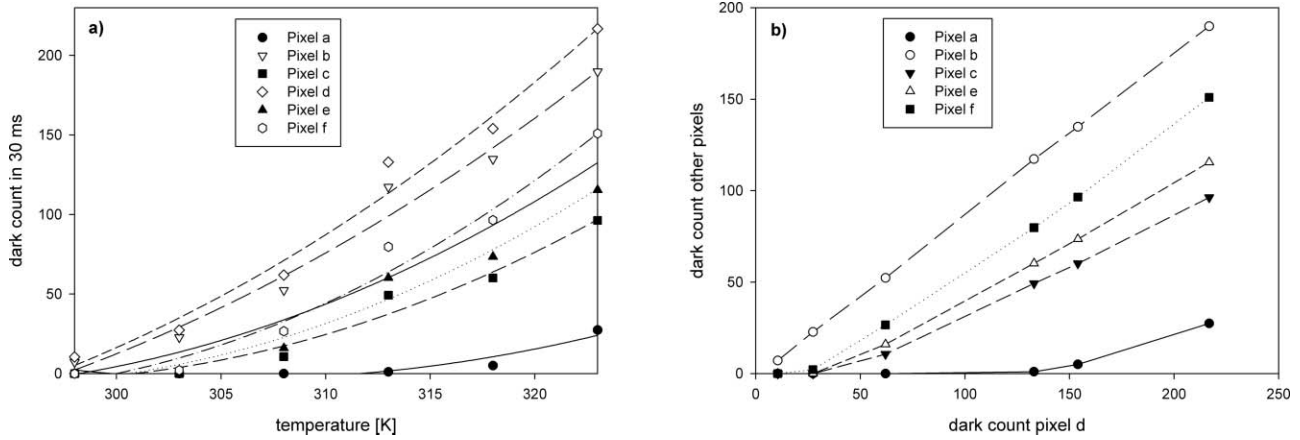 a)
Pixel a
Pixel b
Pixel c
Pixel d
Pixel e
Pixel f
dark count in 30 ms
0
50
100
150
200
300
305
310
315
320
temperature [K]
b)
Pixel a
Pixel b
Pixel c
Pixel e
Pixel f
dark count other pixels
0
50
100
150
200
0
50
100
150
200
250
dark count pixel d